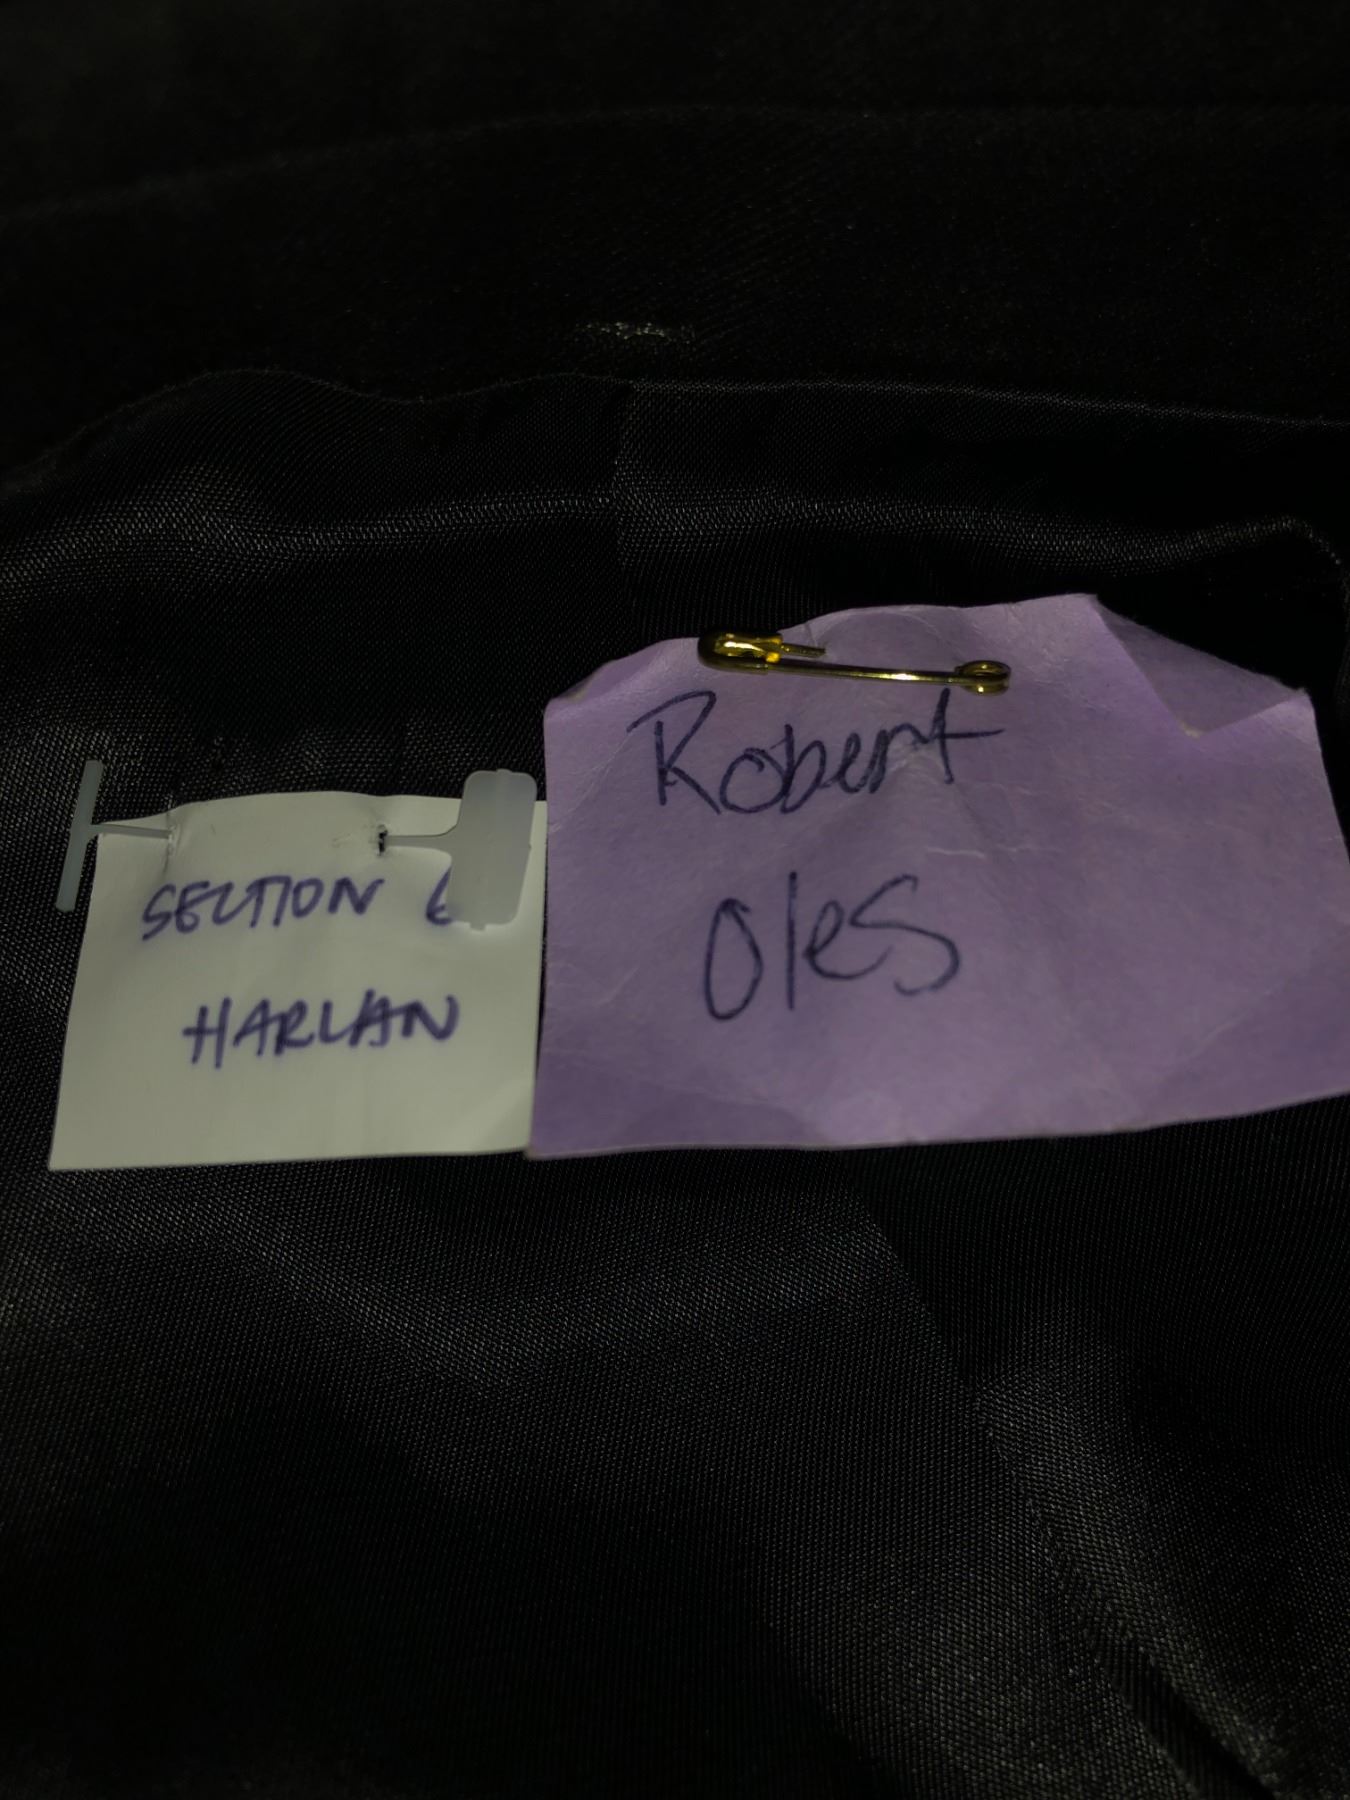 SECTION
HARLAN
Robert
Oles